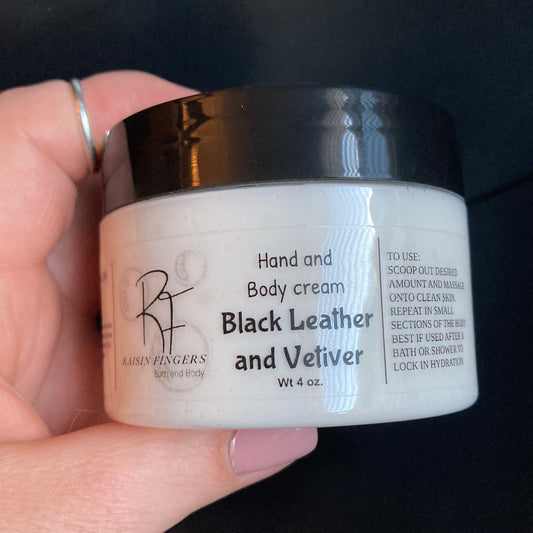 RF
RAISIN FINGERS
Bath and Body
Hand and
Body cream
Black Leather
and Vetiver
Wt 4 oz.
TO USE:
SCOOP OUT DESIRED
AMOUNT AND MASSAGE
ONTO CLEAN SKIN.
REPEAT IN SMALL
SECTIONS OF THE BODY.
BEST IF USED AFTER A
BATH OR SHOWER TO
LOCK IN HYDRATION.